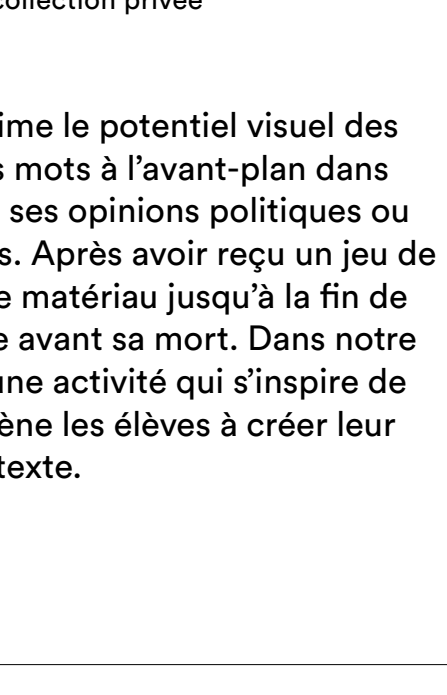 collection privée
ime le potentiel visuel des
s mots à l'avant-plan dans
ses opinions politiques ou
s. Après avoir reçu un jeu de
e matériau jusqu'à la fin de
e avant sa mort. Dans notre
une activité qui s'inspire de
ène les élèves à créer leur
texte.